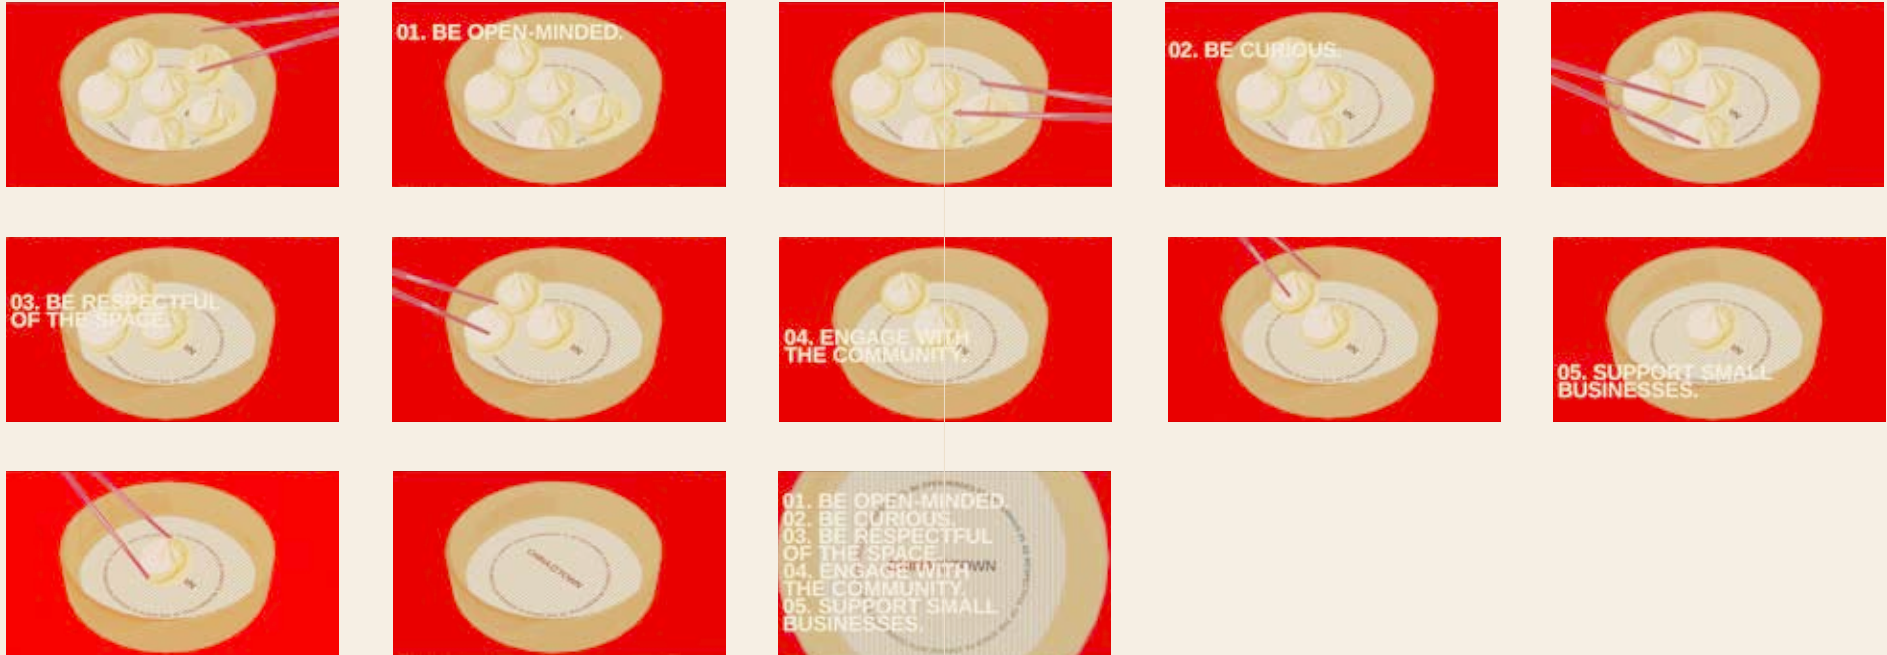 01. BE OPEN-MINDED.
02. BE CURIOUS.
03. BE RESPECTFUL
OF THE SPACE.
04. ENGAGE WITH
THE COMMUNITY.
05. SUPPORT SMALL
BUSINESSES.
01. BE OPEN-MINDED.
02. BE CURIOUS.
03. BE RESPECTFUL
OF THE SPACE.
04. ENGAGE WITH
THE COMMUNITY.
05. SUPPORT SMALL
BUSINESSES.